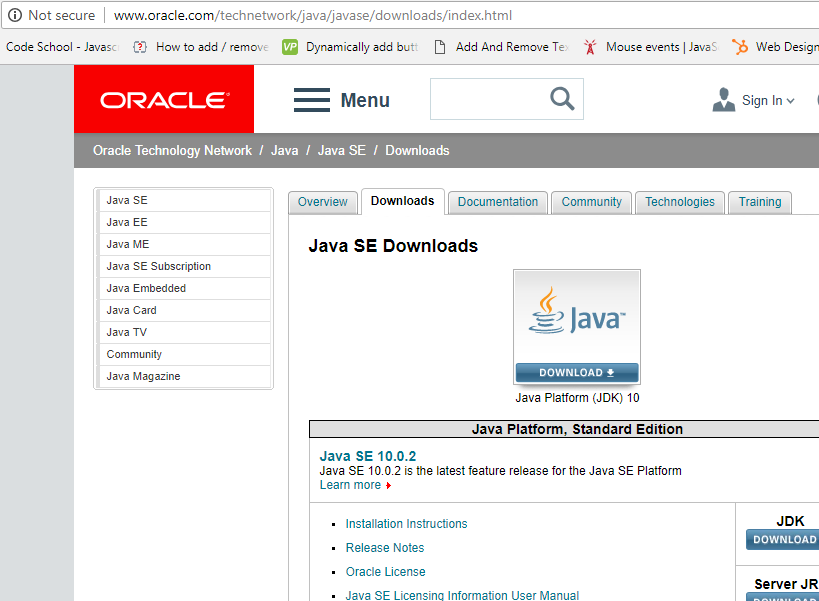 Not secure www.oracle.com/technetwork/java/javase/downloads/index.html
Code School - Javasc How to add / remove Dynamically add butt Add And Remove Tex Mouse events | JavaS Web Design
ORACLE® Menu Sign In
Oracle Technology Network / Java / Java SE / Downloads
Java SE
Java EE
Java ME
Java SE Subscription
Java Embedded
Java Card
Java TV
Community
Java Magazine
Overview Downloads Documentation Community Technologies Training
Java SE Downloads
Java™
DOWNLOAD
Java Platform (JDK) 10
Java Platform, Standard Edition
Java SE 10.0.2
Java SE 10.0.2 is the latest feature release for the Java SE Platform
Learn more
Installation Instructions
Release Notes
Oracle License
Java SE Licensing Information User Manual
JDK
DOWNLOAD
Server JR
DOWNLOAD